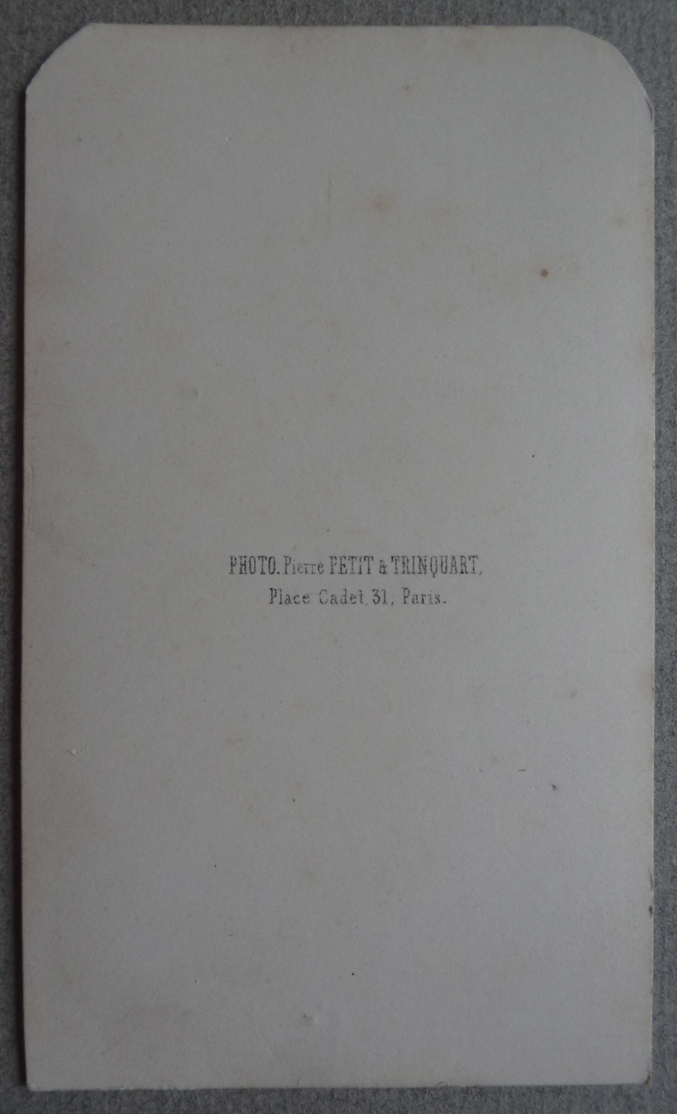 PHOTO. Pierre PETIT & TRINQUART,
Place Cadet, 31, Paris.